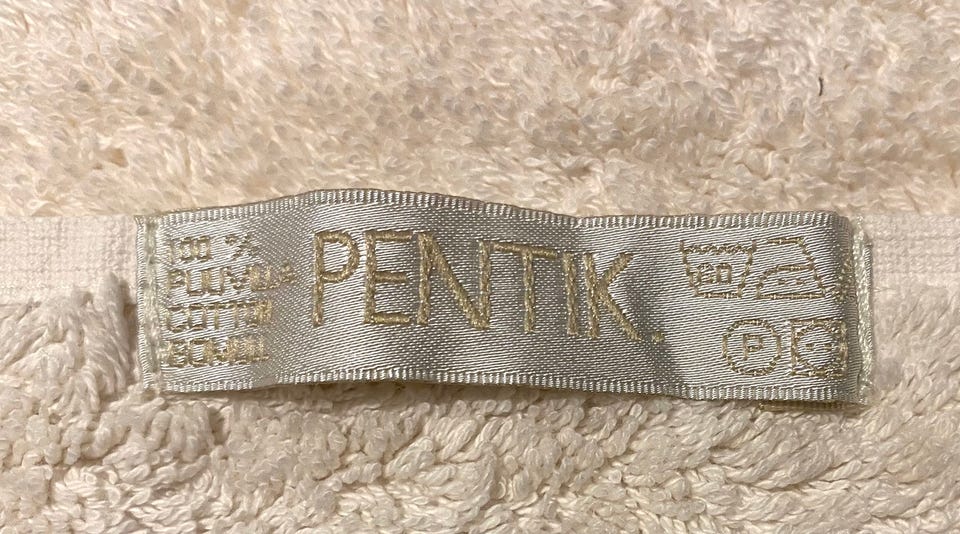 100 %
PUUVILLA
COTTON
BOMULL
PENTIK.
60
P